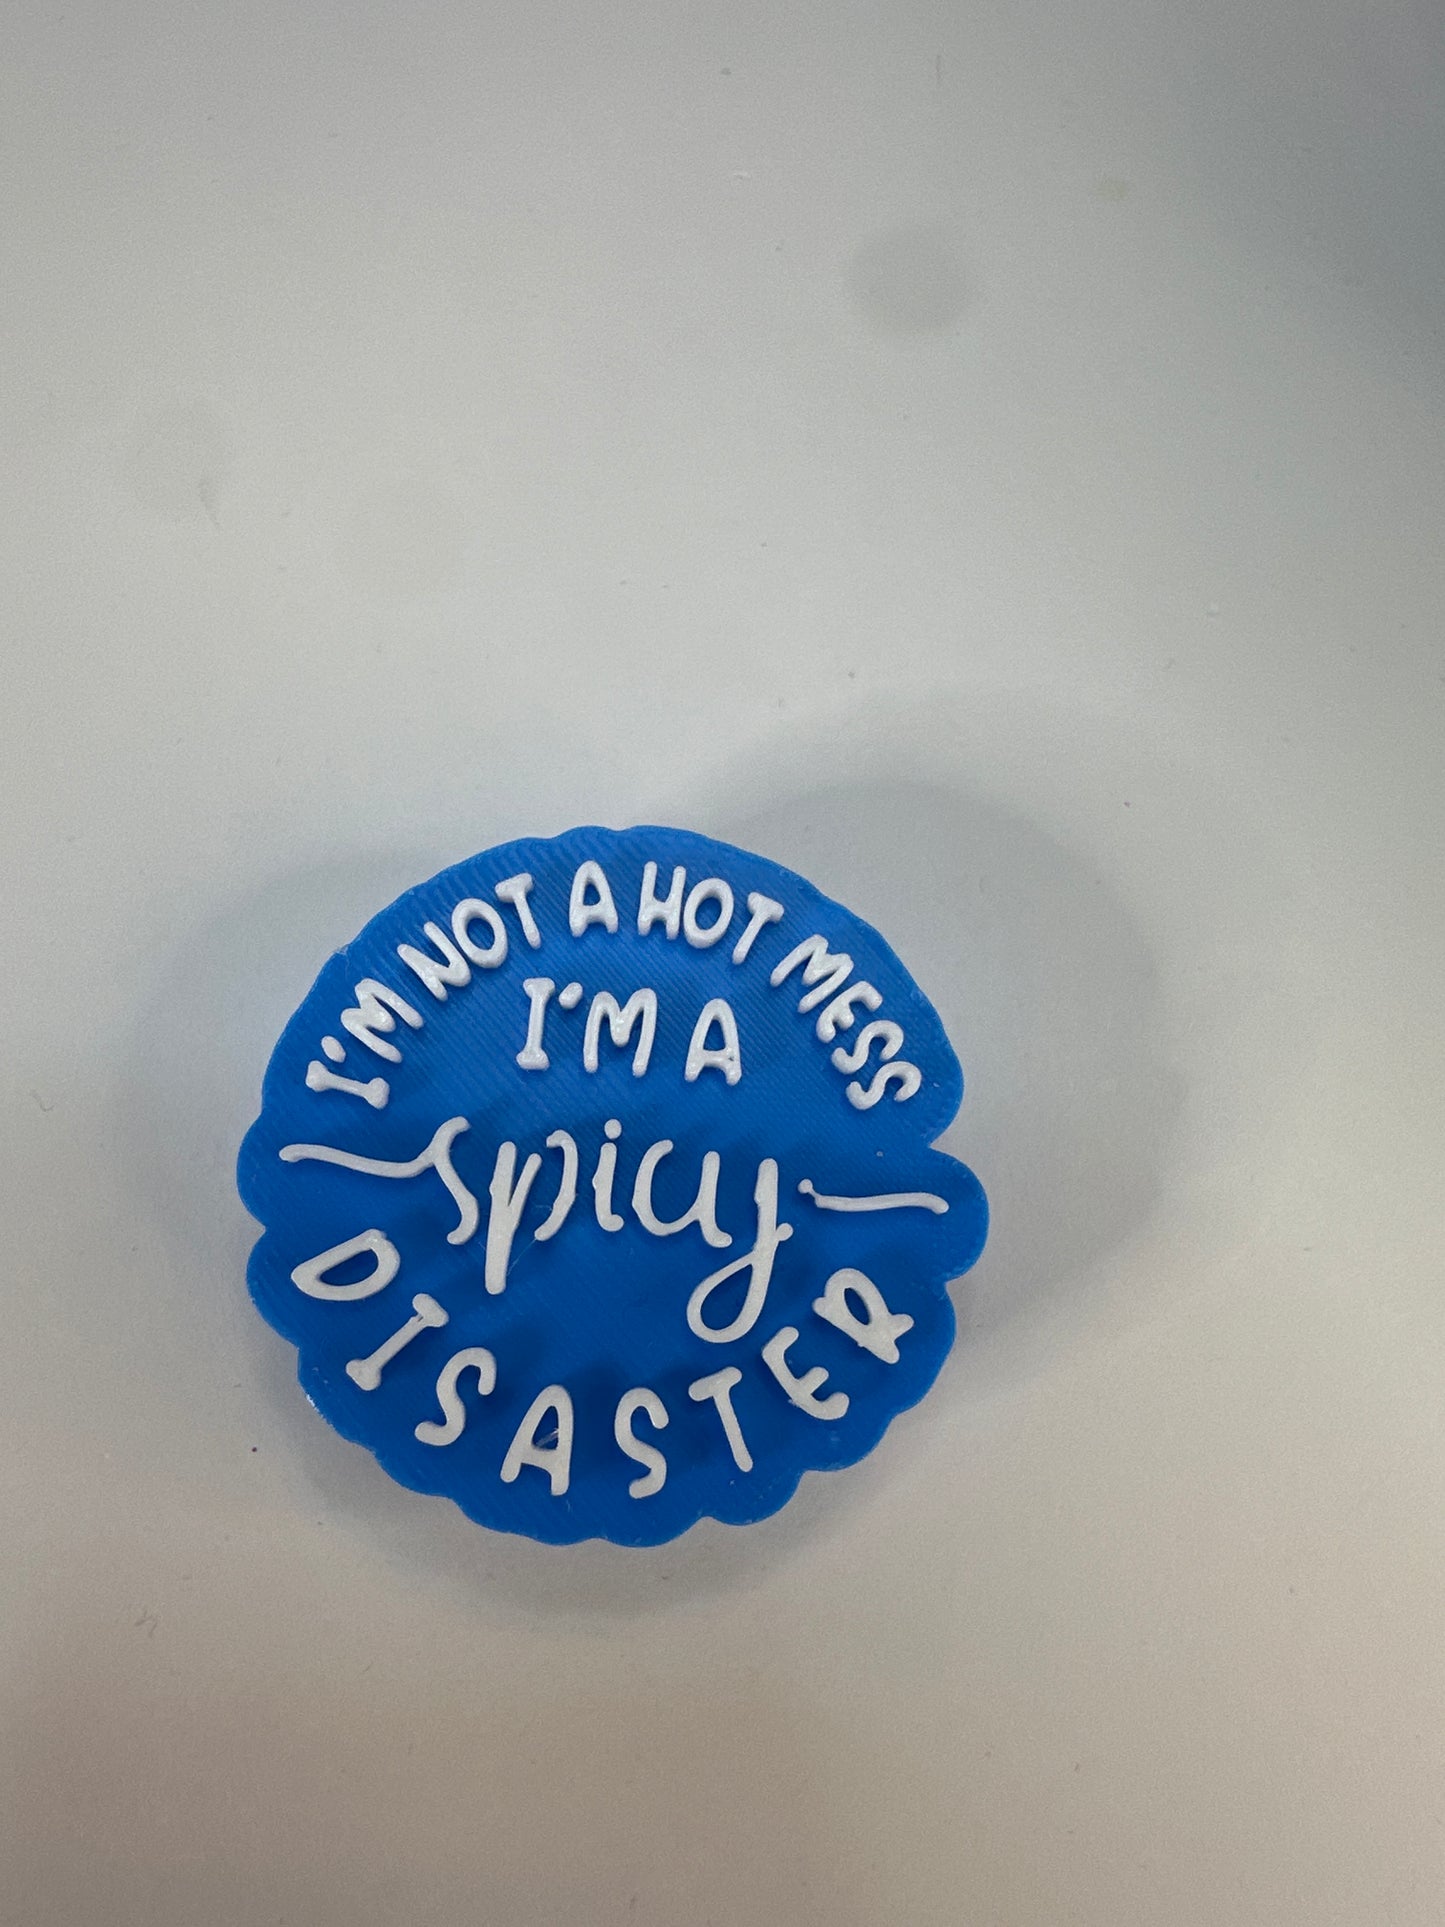 I'M NOT A HOT MESS
I'M A
spicy
DISASTER